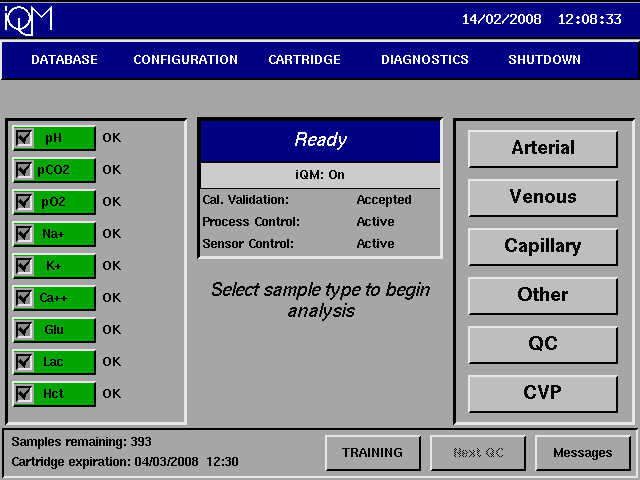 iQM
14/02/2008 12:08:33
DATABASE CONFIGURATION CARTRIDGE DIAGNOSTICS SHUTDOWN
pH OK
pCO2 OK
pO2 OK
Na+ OK
K+ OK
Ca++ OK
Glu OK
Lac OK
Hct OK
Ready
iQM: On
Cal. Validation: Accepted
Process Control: Active
Sensor Control: Active
Select sample type to begin
analysis
Arterial
Venous
Capillary
Other
QC
CVP
Samples remaining: 393
Cartridge expiration: 04/03/2008 12:30
TRAINING
Next QC
Messages